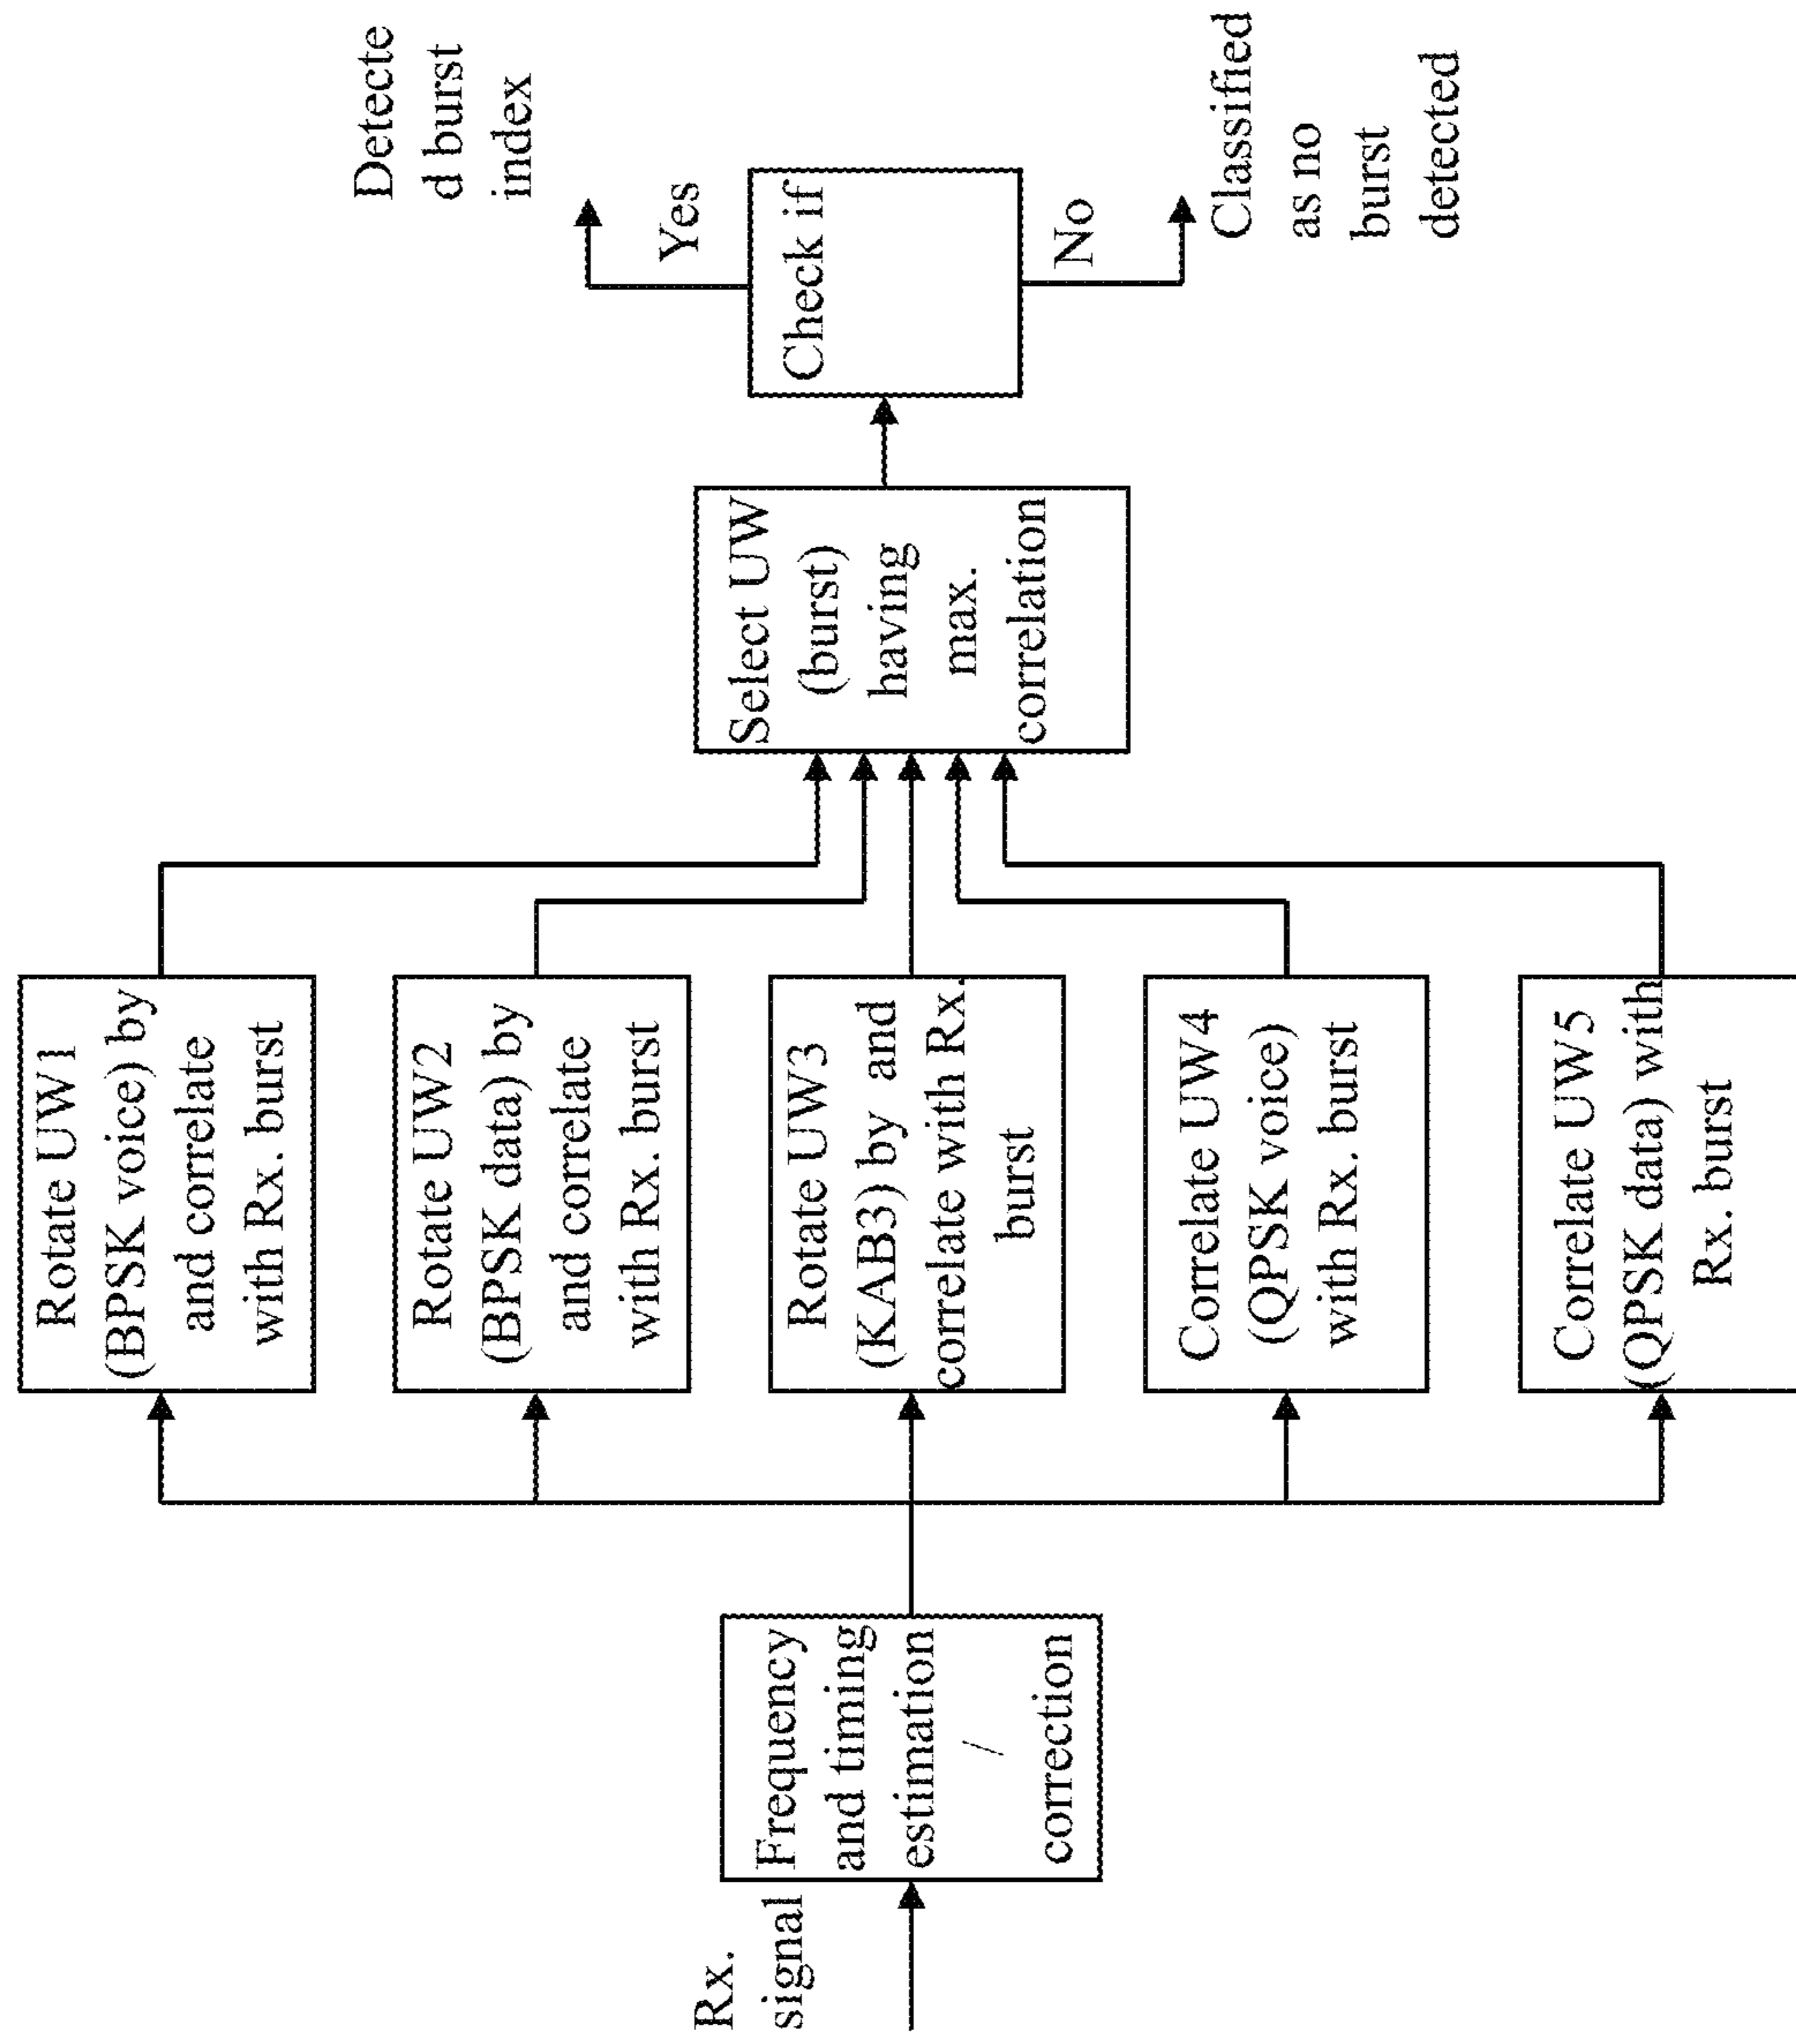 Rx.
signal
Frequency
and timing
estimation
/
correction
Rotate UW1
(BPSK voice) by
and correlate
with Rx. burst
Rotate UW2
(BPSK data) by
and correlate
with Rx. burst
Rotate UW3
(KAB3) by and
correlate with Rx.
burst
Correlate UW4
(QPSK voice)
with Rx. burst
Correlate UW5
(QPSK data) with
Rx. burst
Select UW
(burst)
having
max.
correlation
Check if
Yes
No
Detecte
d burst
index
Classified
as no
burst
detected